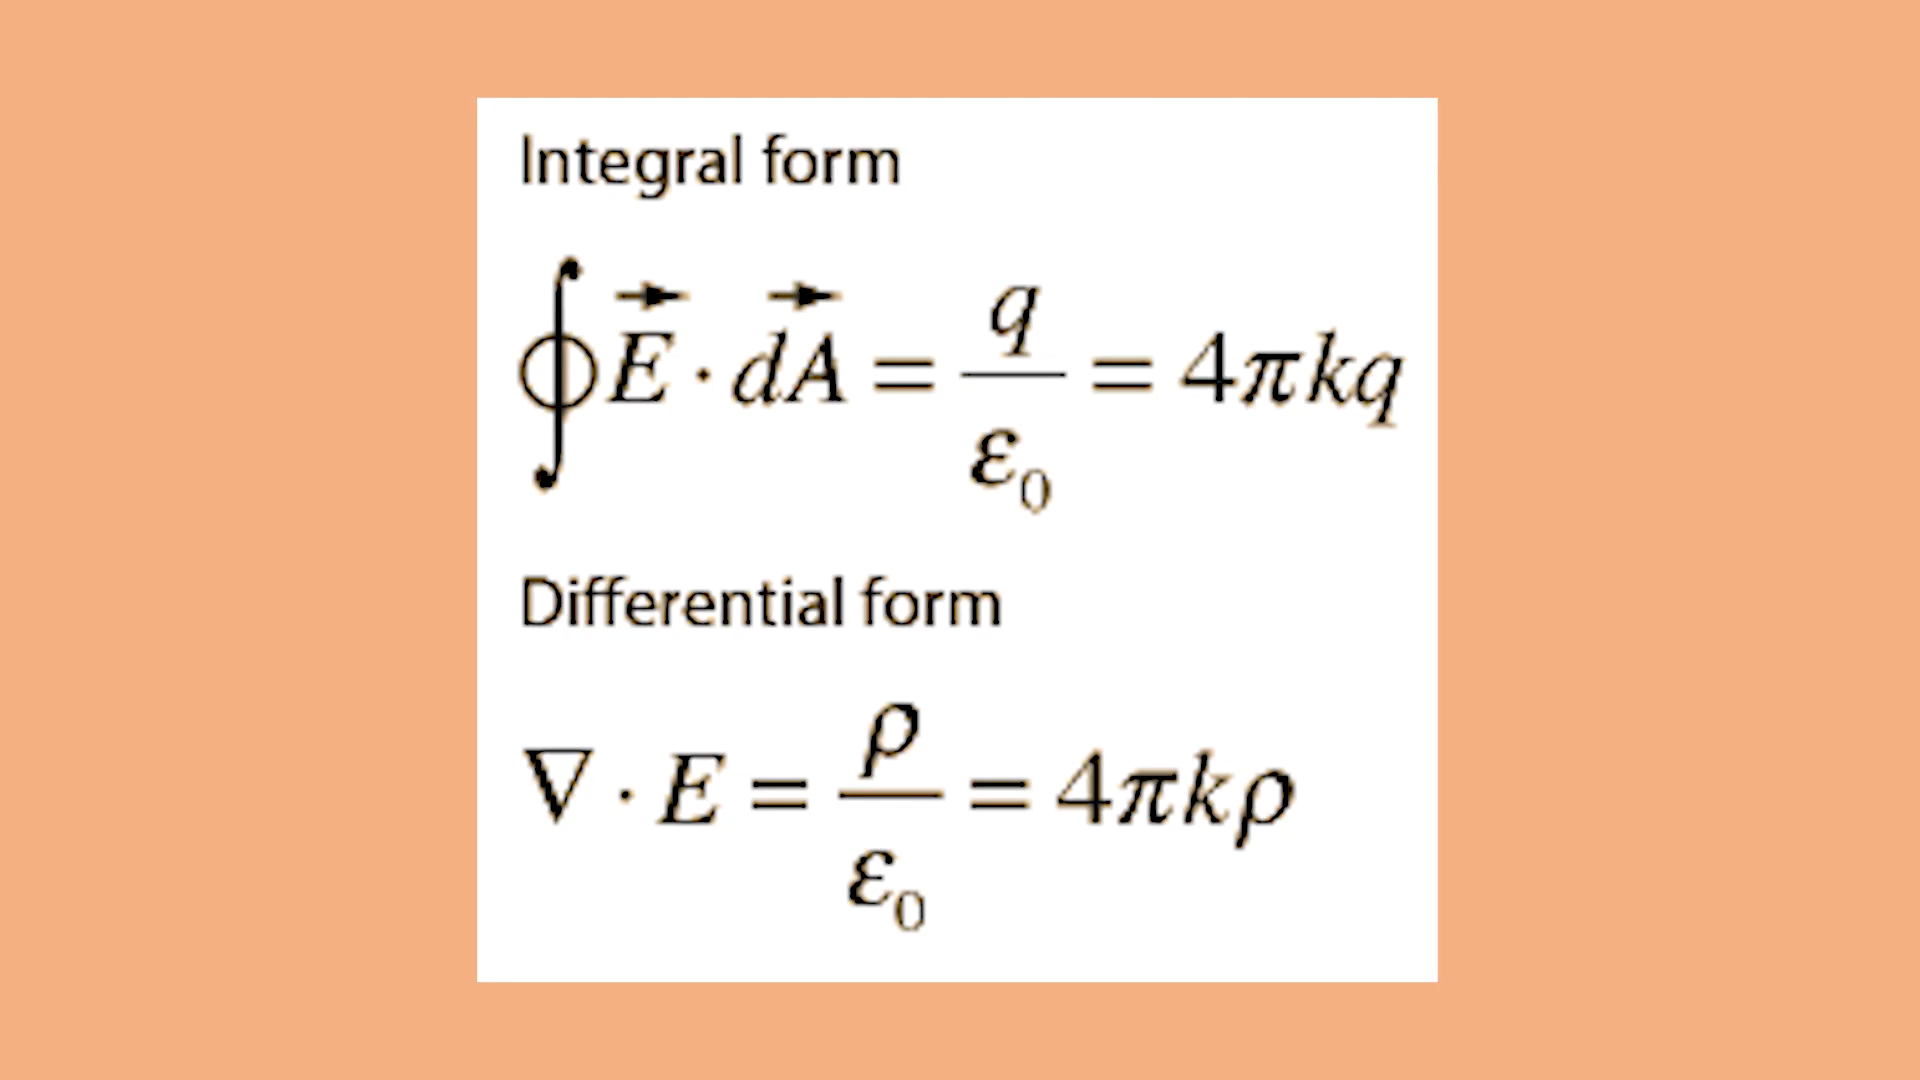 Integral form
∮E⃗ · dA⃗ = q/ε₀ = 4πkq
Differential form
∇ · E = ρ/ε₀ = 4πkρ